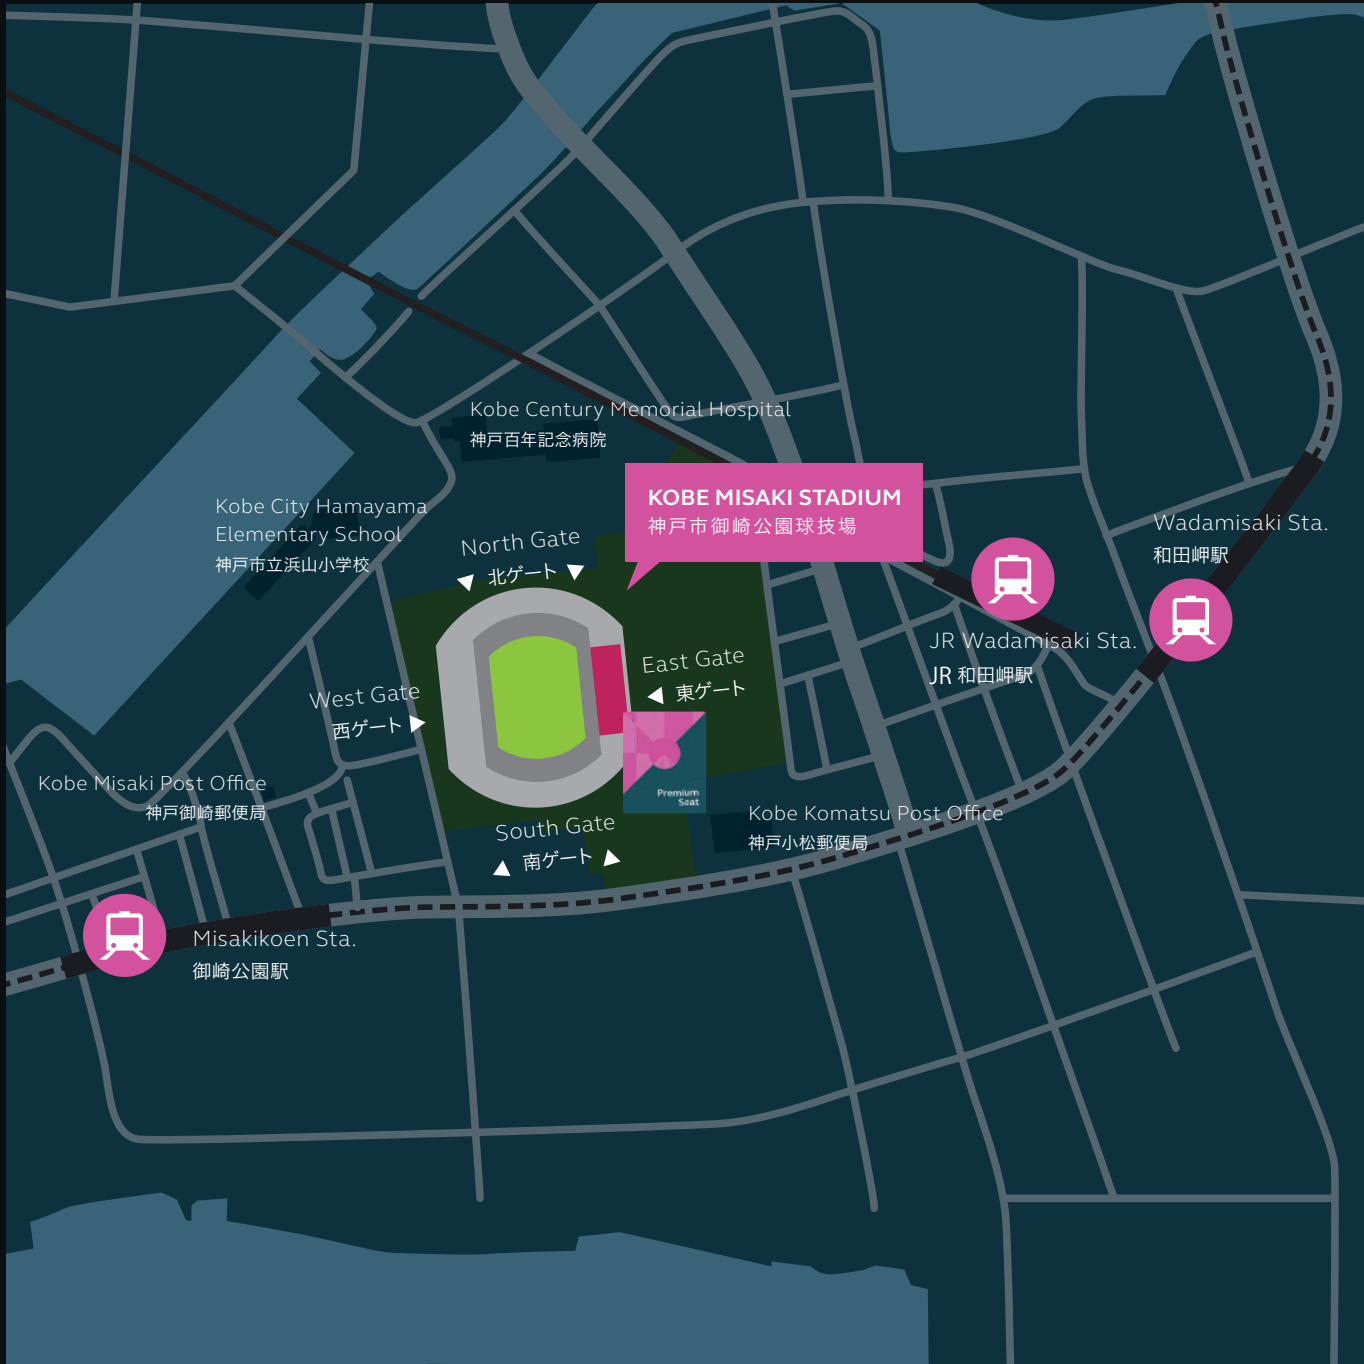 Kobe Century Memorial Hospital
神戸百年記念病院
KOBE MISAKI STADIUM
神戸市御崎公園球技場
Kobe City Hamayama
Elementary School
神戸市立浜山小学校
North Gate
北ゲート
Wadamisaki Sta.
和田岬駅
JR Wadamisaki Sta.
JR 和田岬駅
East Gate
東ゲート
West Gate
西ゲート
Premium
Seat
Kobe Misaki Post Office
神戸御崎郵便局
South Gate
南ゲート
Kobe Komatsu Post Office
神戸小松郵便局
Misakikoen Sta.
御崎公園駅